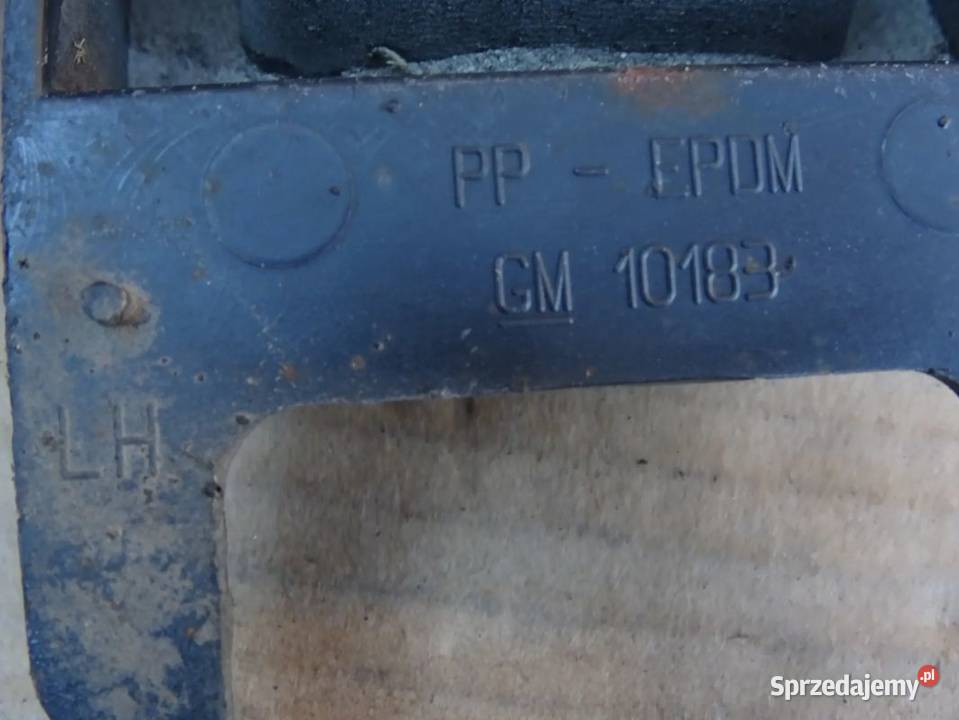 PP - EPDM
GM 10183
LH
Sprzedajemy.pl